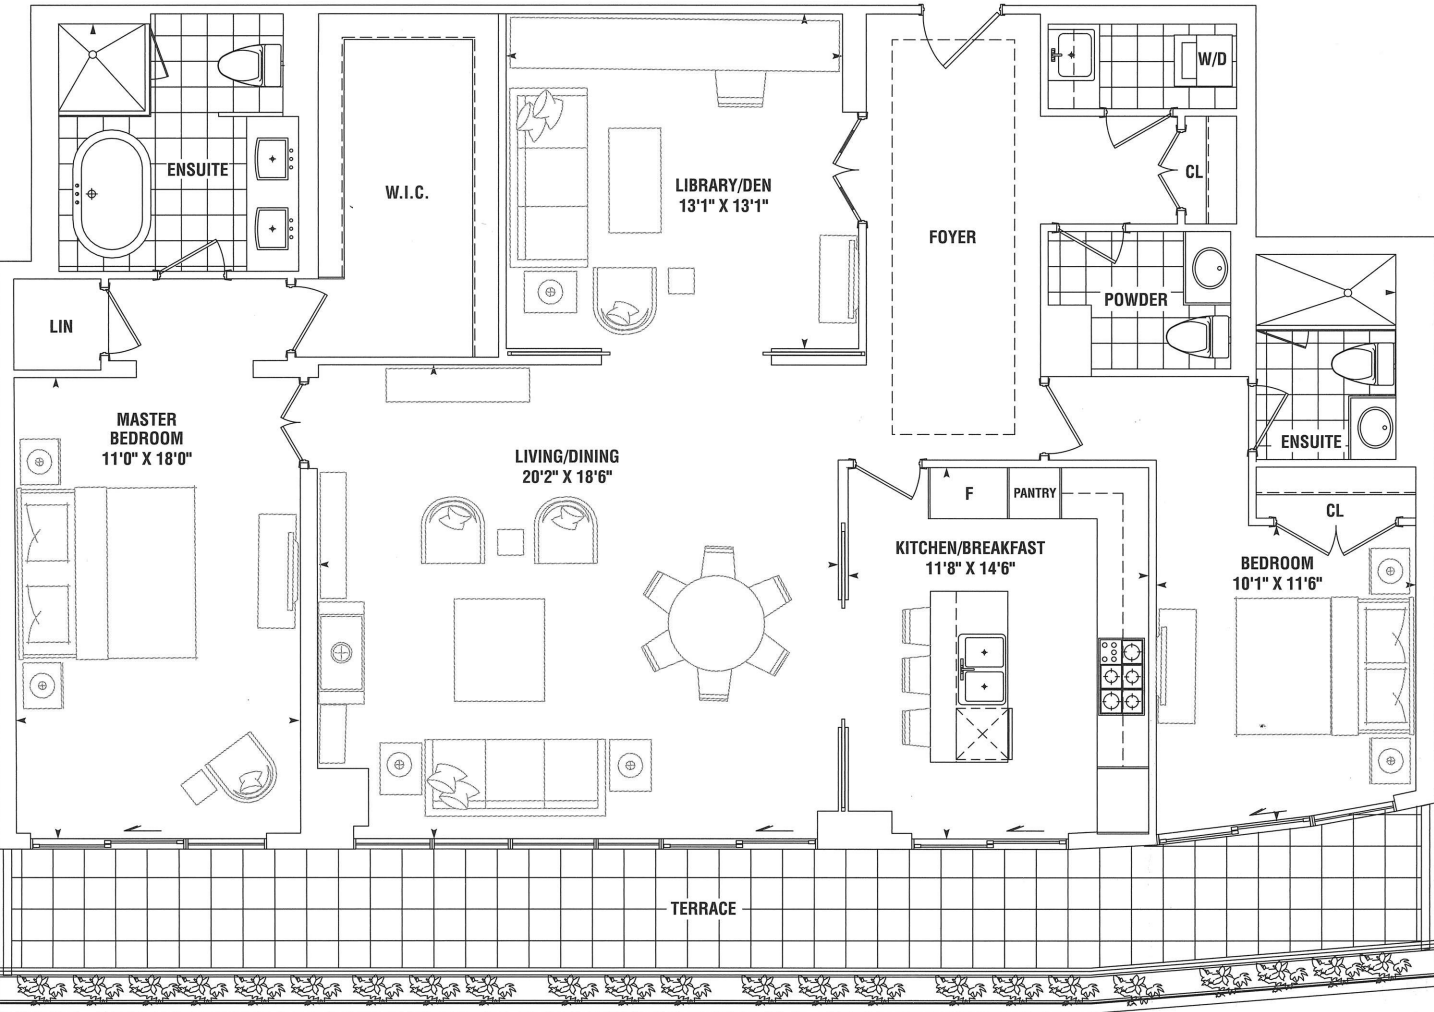 W/D
ENSUITE
W.I.C.
LIBRARY/DEN
13'1" X 13'1"
CL
FOYER
POWDER
LIN
MASTER
BEDROOM
11'0" X 18'0"
LIVING/DINING
20'2" X 18'6"
ENSUITE
F
PANTRY
CL
KITCHEN/BREAKFAST
11'8" X 14'6"
BEDROOM
10'1" X 11'6"
TERRACE